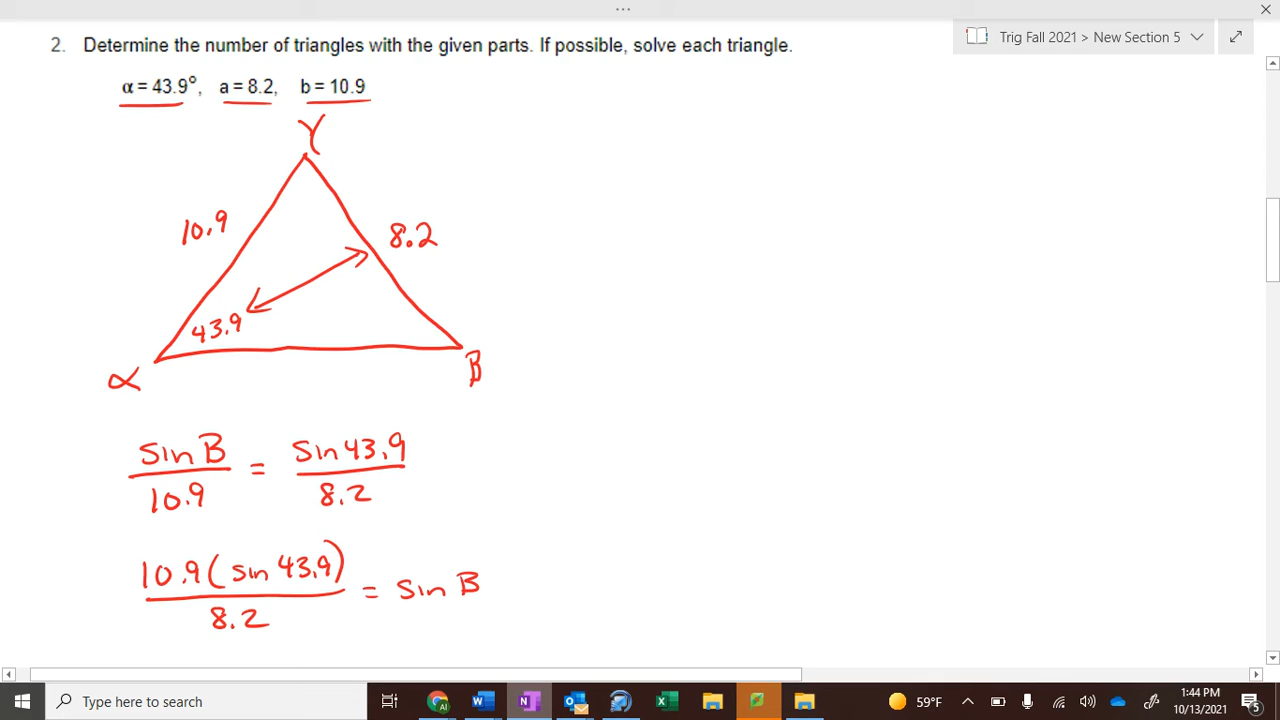 ...
Trig Fall 2021 > New Section 5
2. Determine the number of triangles with the given parts. If possible, solve each triangle.
α = 43.9°, a = 8.2, b = 10.9
γ
10.9
8.2
43.9
α
B
sin B / 10.9 = sin 43.9 / 8.2
10.9(sin 43.9) / 8.2 = sin B
Type here to search
59°F
1:44 PM
10/13/2021
5